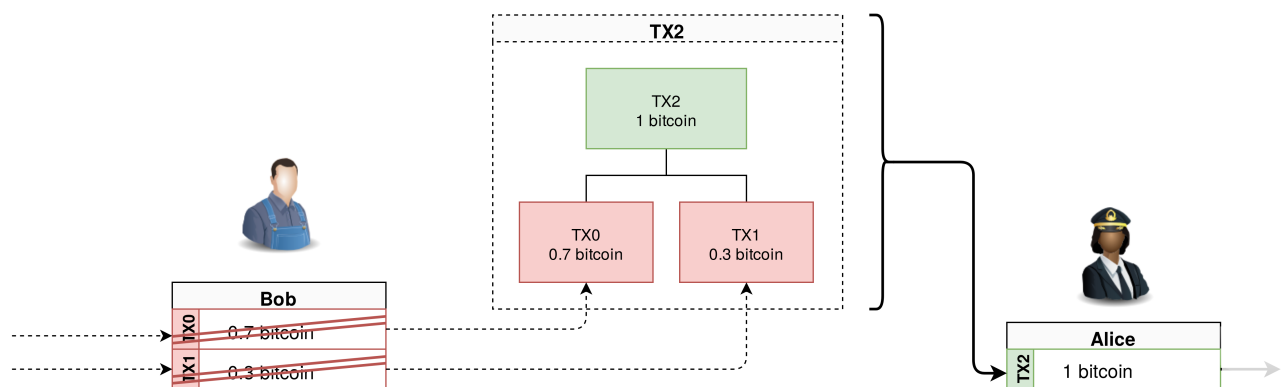 TX2
TX2
1 bitcoin
TX0
0.7 bitcoin
TX1
0.3 bitcoin
Bob
TX0
0.7 bitcoin
TX1
0.3 bitcoin
Alice
TX2
1 bitcoin